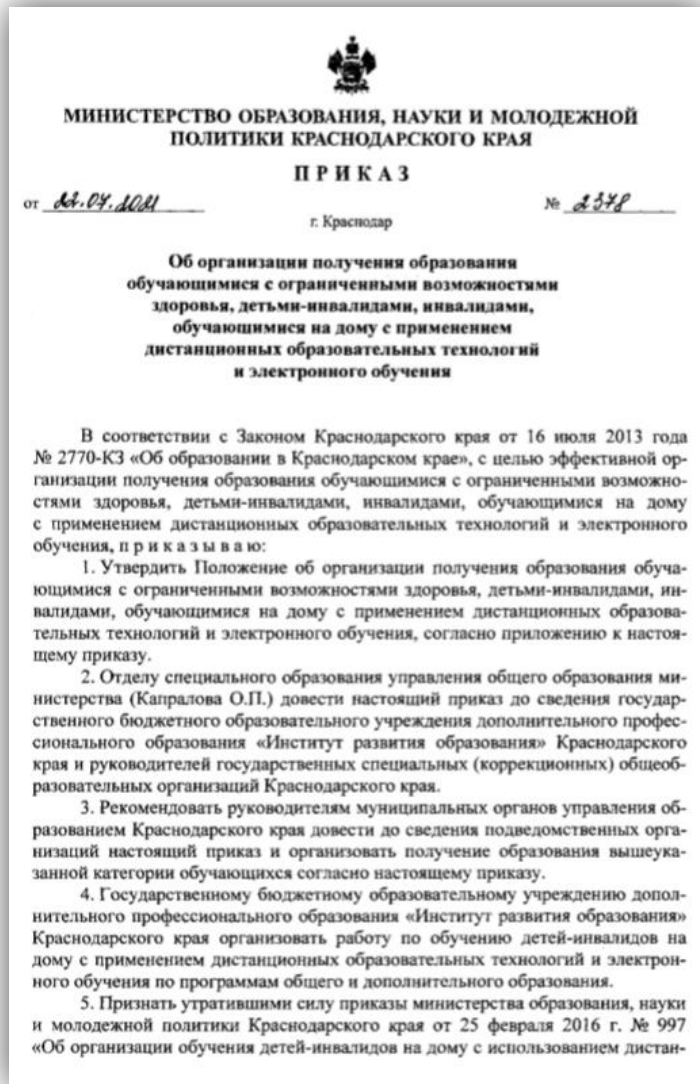 МИНИСТЕРСТВО ОБРАЗОВАНИЯ, НАУКИ И МОЛОДЕЖНОЙ
ПОЛИТИКИ КРАСНОДАРСКОГО КРАЯ
ПРИКАЗ
от 22.07.2021 № 2378
г. Краснодар
Об организации получения образования
обучающимися с ограниченными возможностями
здоровья, детьми-инвалидами, инвалидами,
обучающимися на дому с применением
дистанционных образовательных технологий
и электронного обучения
В соответствии с Законом Краснодарского края от 16 июля 2013 года
№ 2770-КЗ «Об образовании в Краснодарском крае», с целью эффективной ор-
ганизации получения образования обучающимися с ограниченными возможно-
стями здоровья, детьми-инвалидами, инвалидами, обучающимися на дому
с применением дистанционных образовательных технологий и электронного
обучения, п р и к а з ы в а ю:
1. Утвердить Положение об организации получения образования обуча-
ющимися с ограниченными возможностями здоровья, детьми-инвалидами, ин-
валидами, обучающимися на дому с применением дистанционных образова-
тельных технологий и электронного обучения, согласно приложению к настоя-
щему приказу.
2. Отделу специального образования управления общего образования ми-
нистерства (Капралова О.П.) довести настоящий приказ до сведения государ-
ственного бюджетного образовательного учреждения дополнительного профес-
сионального образования «Институт развития образования» Краснодарского
края и руководителей государственных специальных (коррекционных) общеоб-
разовательных организаций Краснодарского края.
3. Рекомендовать руководителям муниципальных органов управления об-
разованием Краснодарского края довести до сведения подведомственных орга-
низаций настоящий приказ и организовать получение образования вышеука-
занной категории обучающихся согласно настоящему приказу.
4. Государственному бюджетному образовательному учреждению допол-
нительного профессионального образования «Институт развития образования»
Краснодарского края организовать работу по обучению детей-инвалидов на
дому с применением дистанционных образовательных технологий и электрон-
ного обучения по программам общего и дополнительного образования.
5. Признать утратившими силу приказы министерства образования, науки
и молодежной политики Краснодарского края от 25 февраля 2016 г. № 997
«Об организации обучения детей-инвалидов на дому с использованием дистан-